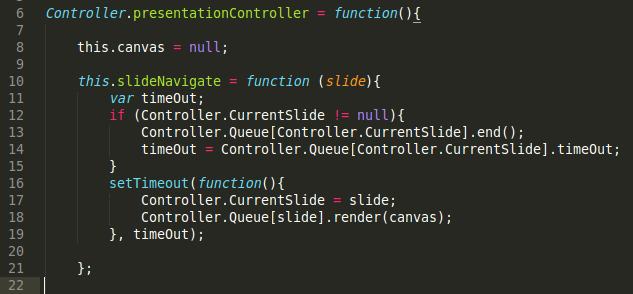 6 Controller.presentationController = function(){
7
8     this.canvas = null;
9
10     this.slideNavigate = function (slide){
11         var timeOut;
12         if (Controller.CurrentSlide != null){
13             Controller.Queue[Controller.CurrentSlide].end();
14             timeOut = Controller.Queue[Controller.CurrentSlide].timeOut;
15         }
16         setTimeout(function(){
17             Controller.CurrentSlide = slide;
18             Controller.Queue[slide].render(canvas);
19         }, timeOut);
20
21     };
22